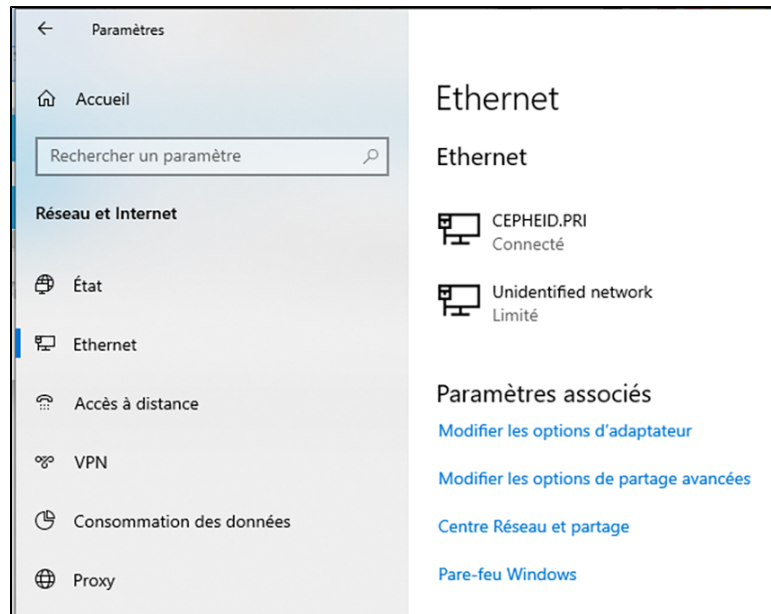 Paramètres
Accueil
Rechercher un paramètre
Réseau et Internet
État
Ethernet
Accès à distance
VPN
Consommation des données
Proxy
Ethernet
Ethernet
CEPHEID.PRI
Connecté
Unidentified network
Limité
Paramètres associés
Modifier les options d'adaptateur
Modifier les options de partage avancées
Centre Réseau et partage
Pare-feu Windows